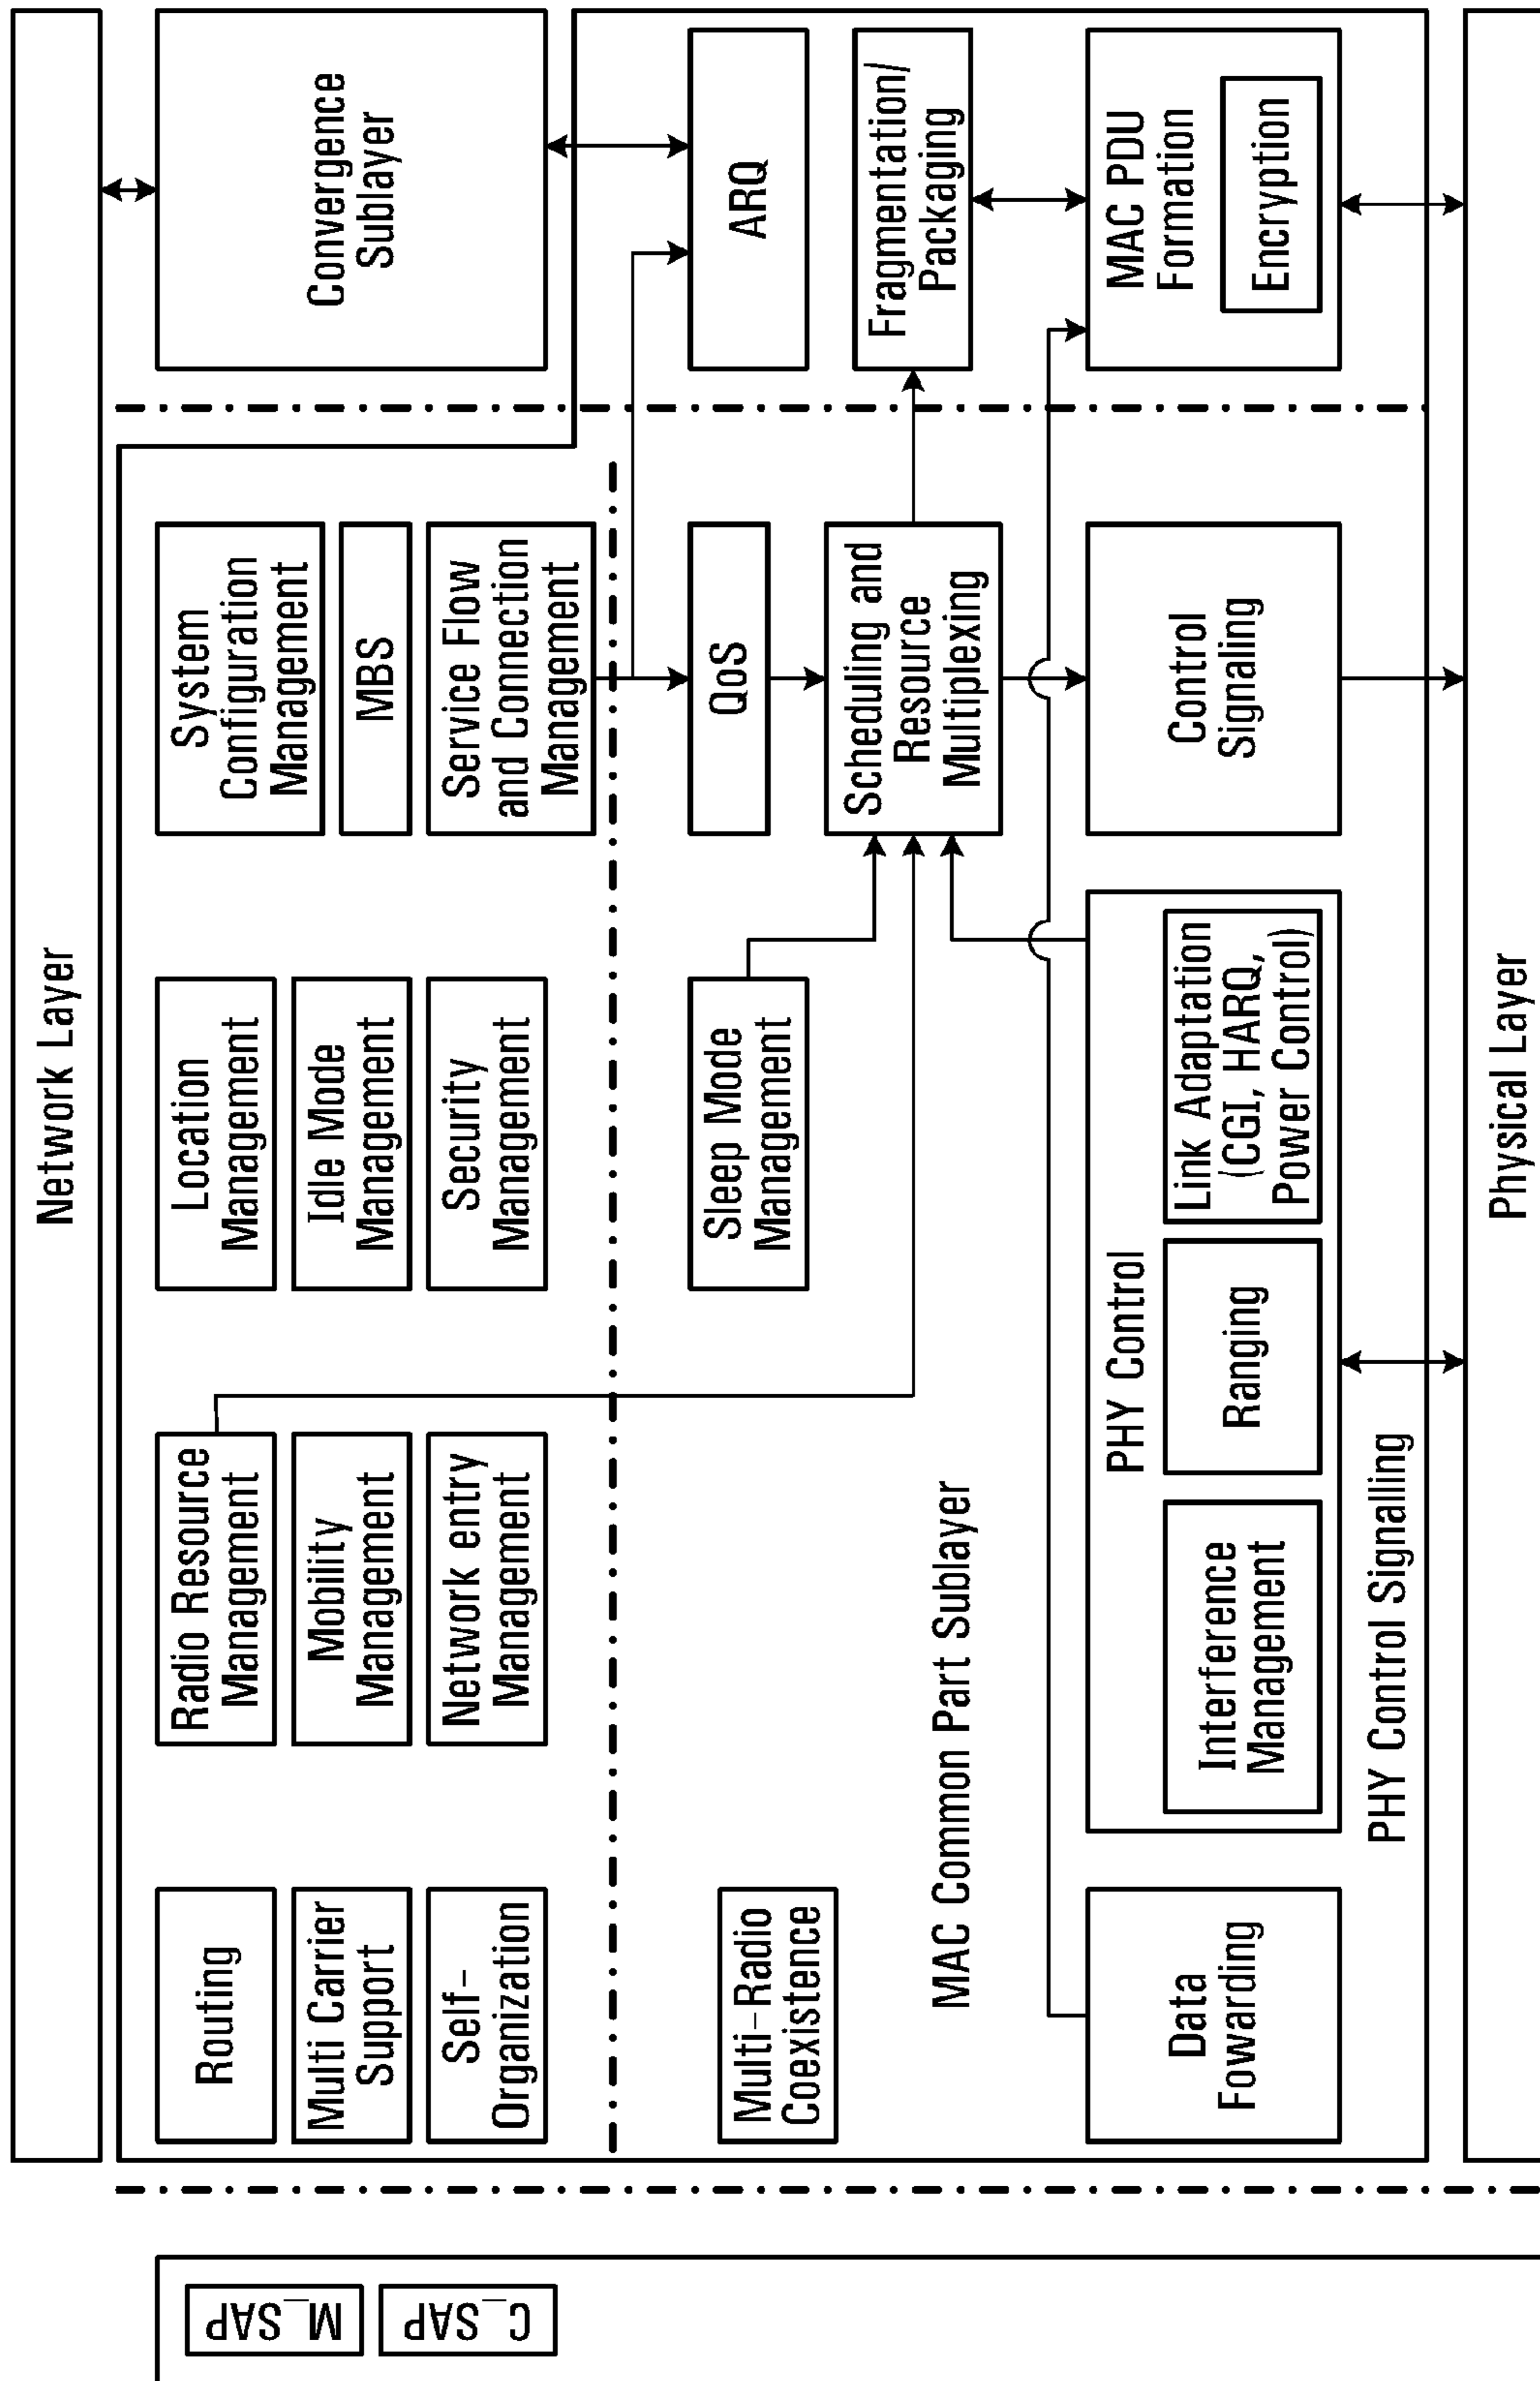 Network Layer
M_SAP
C_SAP
Routing
Multi Carrier
Support
Self-
Organization
Radio Resource
Management
Mobility
Management
Network entry
Management
Location
Management
Idle Mode
Management
Security
Management
System
Configuration
Management
MBS
Service Flow
and Connection
Management
Convergence
Sublayer
Multi-Radio
Coexistence
Sleep Mode
Management
QoS
ARQ
MAC Common Part Sublayer
Scheduling and
Resource
Multiplexing
Fragmentation/
Packaging
Data
Fowarding
PHY Control
Interference
Management
Ranging
Link Adaptation
(CGI, HARQ,
Power Control)
Control
Signaling
MAC PDU
Formation
Encryption
PHY Control Signalling
Physical Layer